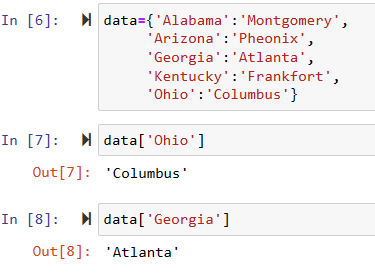 In [6]: data={'Alabama':'Montgomery',
'Arizona':'Pheonix',
'Georgia':'Atlanta',
'Kentucky':'Frankfort',
'Ohio':'Columbus'}
In [7]: data['Ohio']
Out[7]: 'Columbus'
In [8]: data['Georgia']
Out[8]: 'Atlanta'